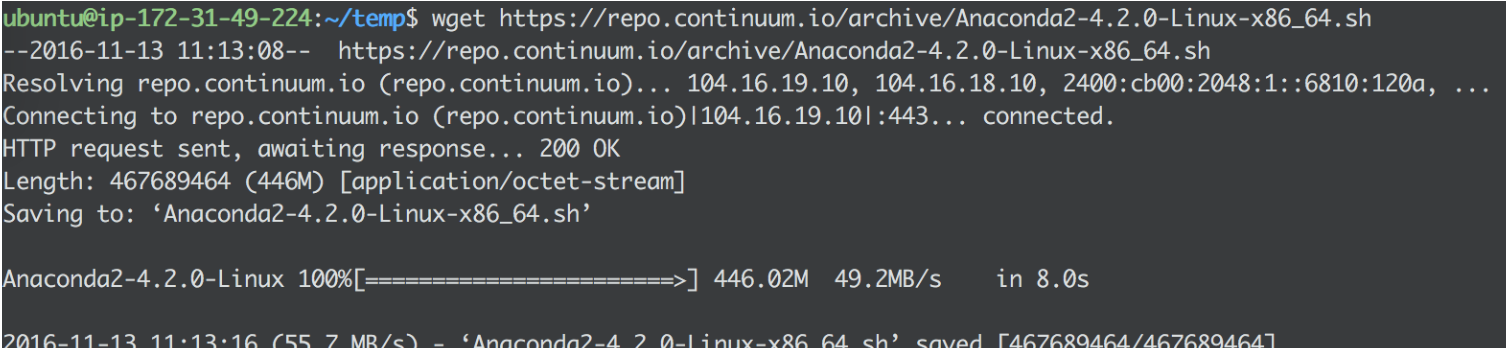 ubuntu@ip-172-31-49-224:~/temp$ wget https://repo.continuum.io/archive/Anaconda2-4.2.0-Linux-x86_64.sh
--2016-11-13 11:13:08--  https://repo.continuum.io/archive/Anaconda2-4.2.0-Linux-x86_64.sh
Resolving repo.continuum.io (repo.continuum.io)... 104.16.19.10, 104.16.18.10, 2400:cb00:2048:1::6810:120a, ...
Connecting to repo.continuum.io (repo.continuum.io)|104.16.19.10|:443... connected.
HTTP request sent, awaiting response... 200 OK
Length: 467689464 (446M) [application/octet-stream]
Saving to: ‘Anaconda2-4.2.0-Linux-x86_64.sh’
Anaconda2-4.2.0-Linux 100%[=======================>] 446.02M  49.2MB/s    in 8.0s
2016-11-13 11:13:16 (55.7 MB/s) - ‘Anaconda2-4.2.0-Linux-x86_64.sh’ saved [467689464/467689464]